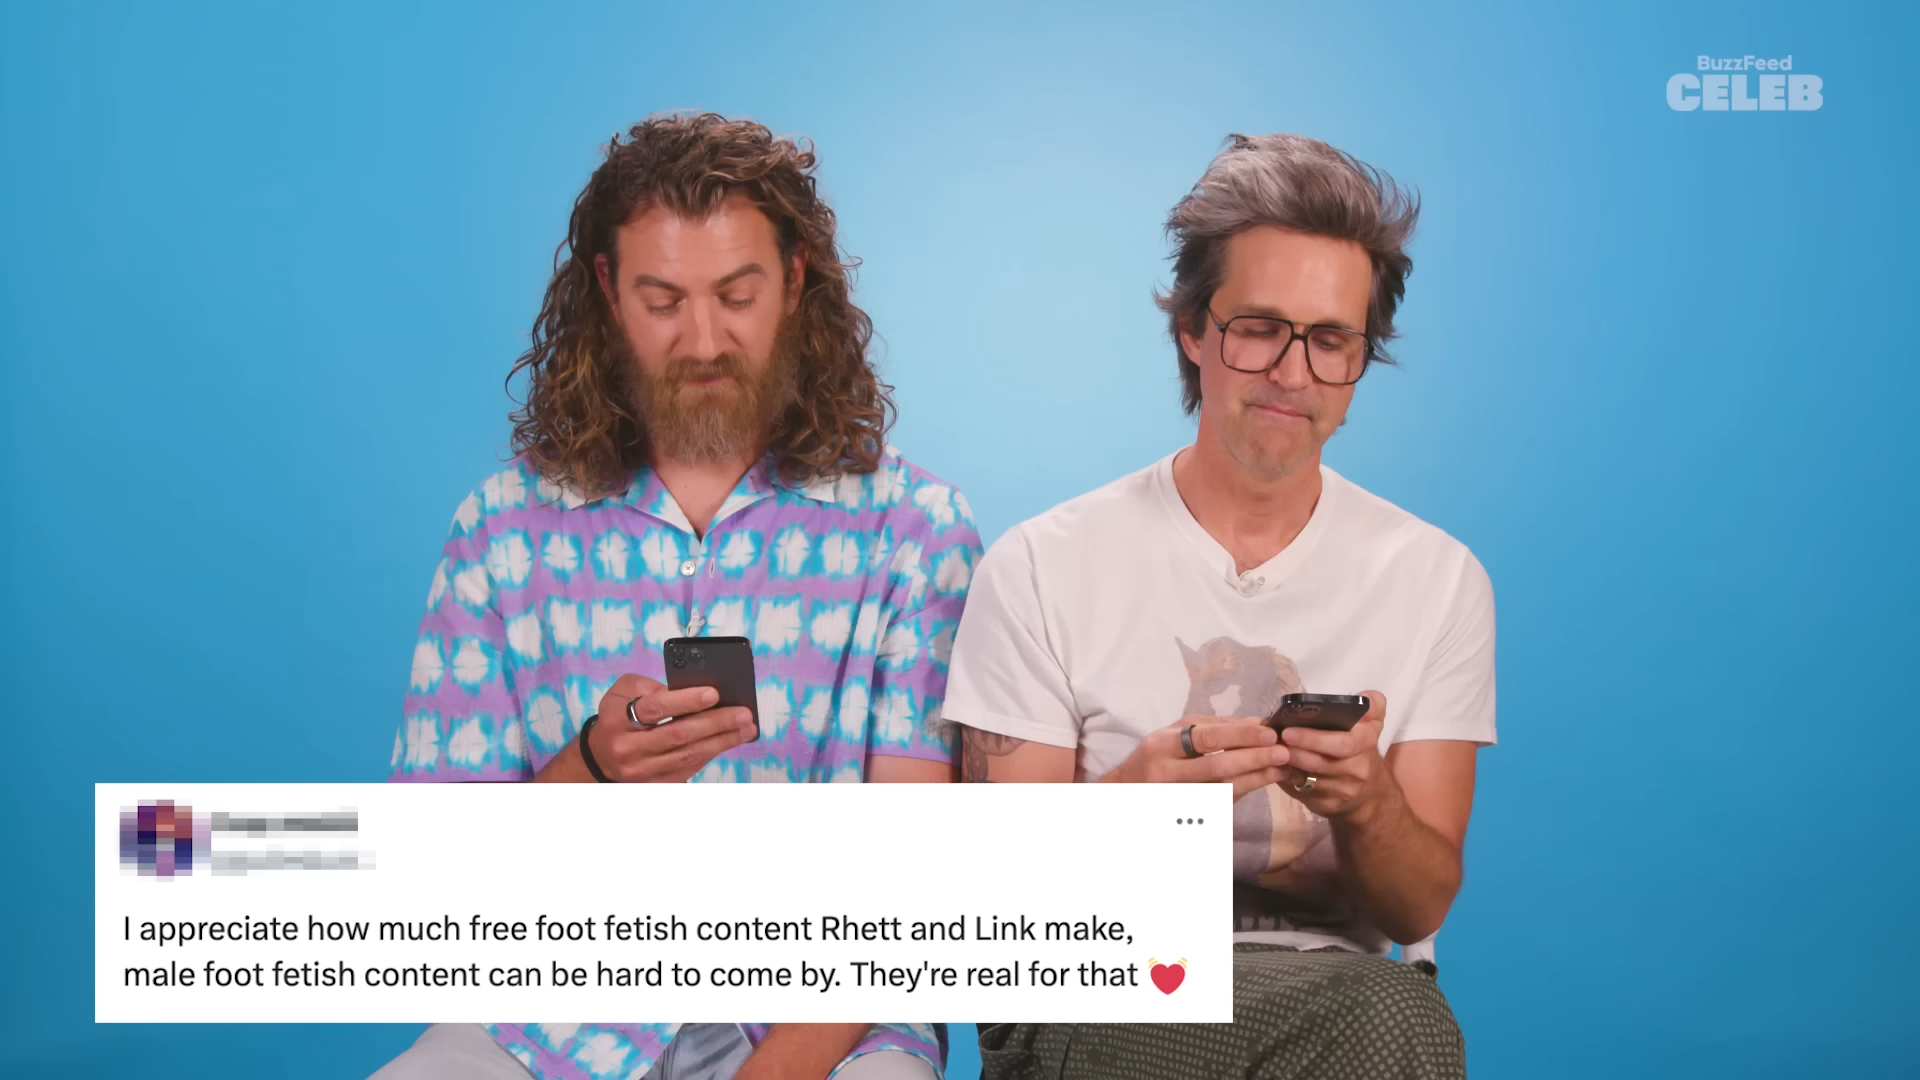 BuzzFeed
CELEB
I appreciate how much free foot fetish content Rhett and Link make,
male foot fetish content can be hard to come by. They're real for that 💓